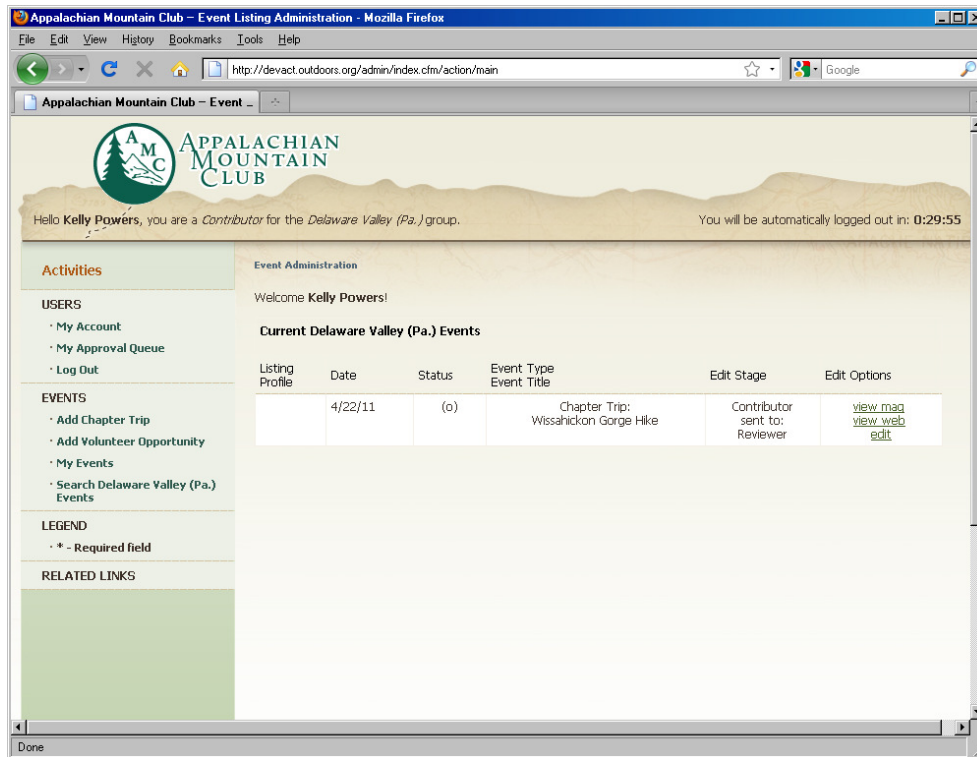 Appalachian Mountain Club – Event Listing Administration - Mozilla Firefox
File Edit View History Bookmarks Tools Help
http://devact.outdoors.org/admin/index.cfm/action/main
Google
Appalachian Mountain Club – Eve
AMC
APPALACHIAN
MOUNTAIN
CLUB
Hello Kelly Powers, you are a Contributor for the Delaware Valley (Pa.) group.
You will be automatically logged out in: 0:29:55
Activities
USERS
· My Account
· My Approval Queue
· Log Out
EVENTS
· Add Chapter Trip
· Add Volunteer Opportunity
· My Events
· Search Delaware Valley (Pa.)
Events
LEGEND
· * - Required field
RELATED LINKS
Event Administration
Welcome Kelly Powers!
Current Delaware Valley (Pa.) Events
Listing Profile Date Status Event Type Event Title Edit Stage Edit Options
4/22/11 (o) Chapter Trip: Wissahickon Gorge Hike Contributor sent to: Reviewer view mag view web edit
Done